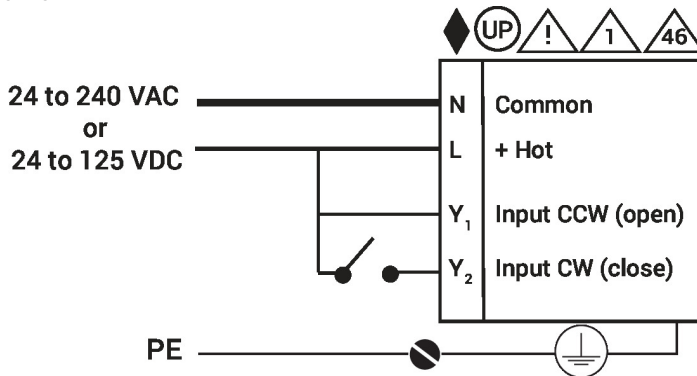 UP ! 1 46
24 to 240 VAC
or
24 to 125 VDC
N Common
L + Hot
Y₁ Input CCW (open)
Y₂ Input CW (close)
PE